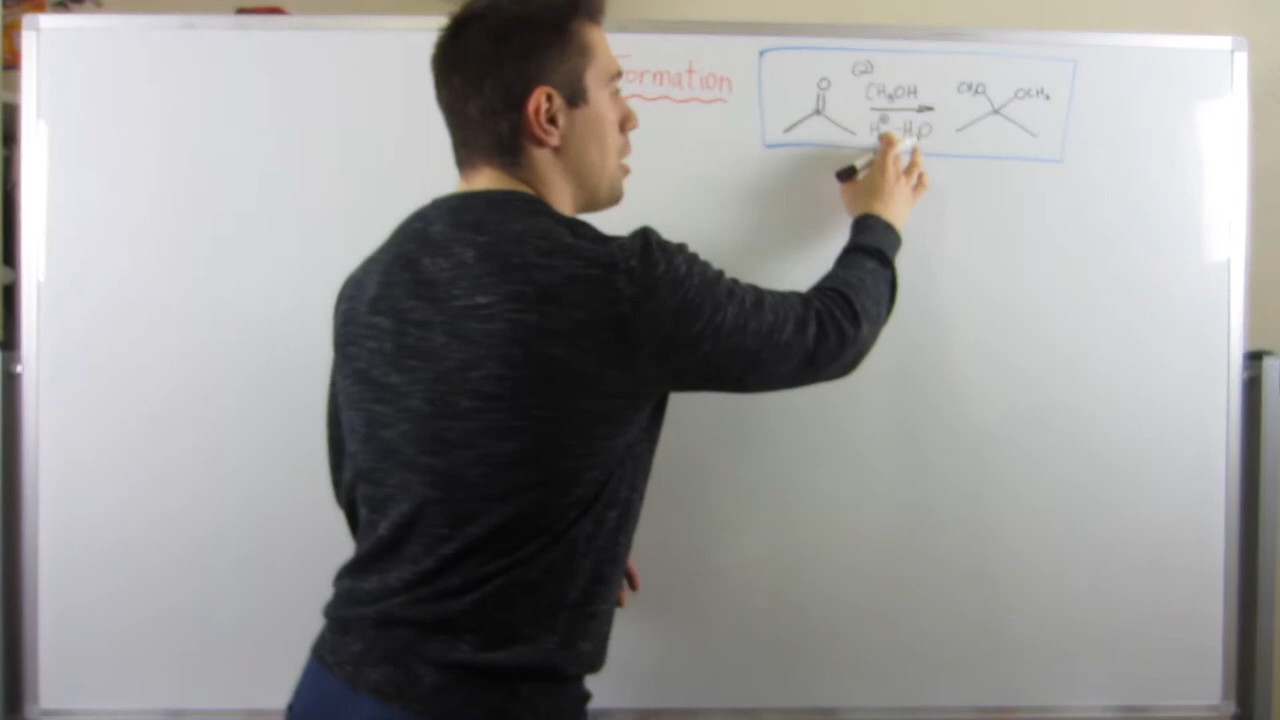 Formation
O (2) CH₃O OCH₃
CH₃OH
H⊕ -H₂O